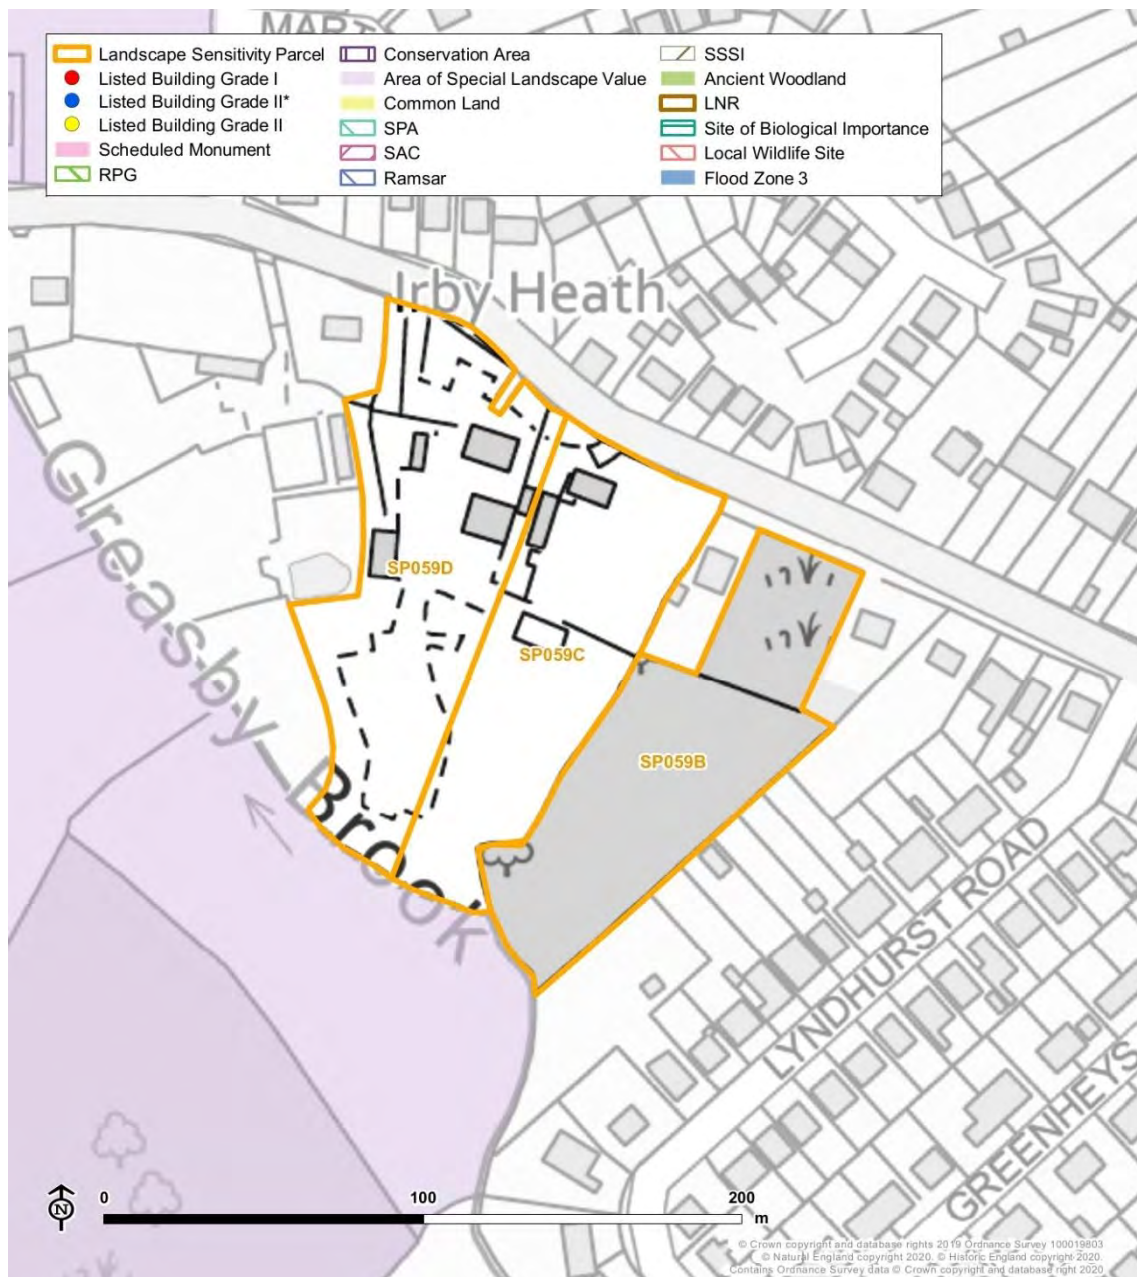 MART
Landscape Sensitivity Parcel
Listed Building Grade I
Listed Building Grade II*
Listed Building Grade II
Scheduled Monument
RPG
Conservation Area
Area of Special Landscape Value
Common Land
SPA
SAC
Ramsar
SSSI
Ancient Woodland
LNR
Site of Biological Importance
Local Wildlife Site
Flood Zone 3
Irby Heath
Greasby Brook
SP059D
SP059C
SP059B
LYNDHURST ROAD
GREENHEYS
N
0 100 200
m
© Crown copyright and database rights 2019 Ordnance Survey 100019803
© Natural England copyright 2020. © Historic England copyright 2020.
Contains Ordnance Survey data © Crown copyright and database right 2020